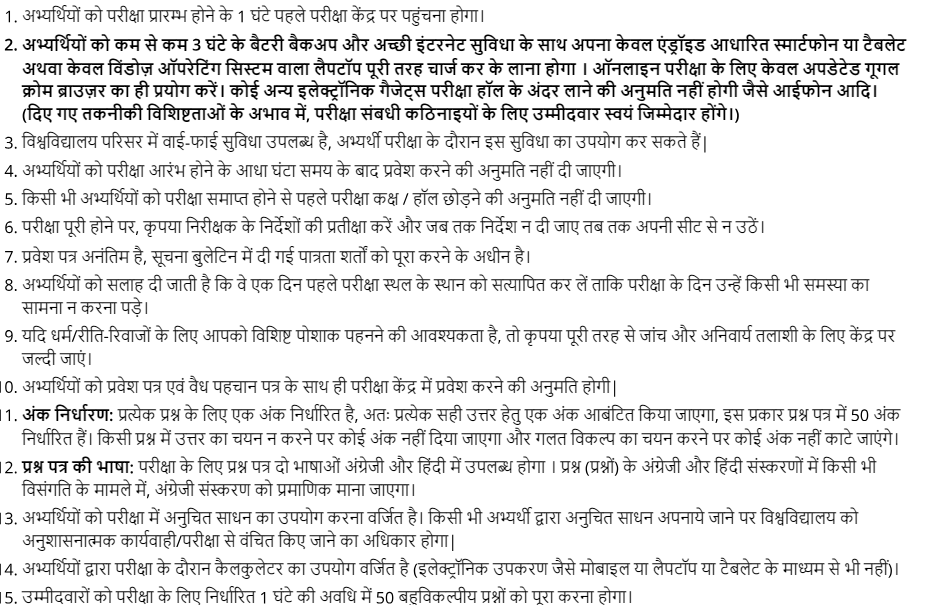 1. अभ्यर्थियों को परीक्षा प्रारम्भ होने के 1 घंटे पहले परीक्षा केंद्र पर पहुंचना होगा।
2. अभ्यर्थियों को कम से कम 3 घंटे के बैटरी बैकअप और अच्छी इंटरनेट सुविधा के साथ अपना केवल एंड्रॉइड आधारित स्मार्टफोन या टैबलेट
अथवा केवल विंडोज़ ऑपरेटिंग सिस्टम वाला लैपटॉप पूरी तरह चार्ज कर के लाना होगा । ऑनलाइन परीक्षा के लिए केवल अपडेटेड गूगल
क्रोम ब्राउज़र का ही प्रयोग करें। कोई अन्य इलेक्ट्रॉनिक गैजेट्स परीक्षा हॉल के अंदर लाने की अनुमति नहीं होगी जैसे आईफोन आदि।
(दिए गए तकनीकी विशिष्टताओं के अभाव में, परीक्षा संबधी कठिनाइयों के लिए उम्मीदवार स्वयं जिम्मेदार होंगे।)
3. विश्वविद्यालय परिसर में वाई-फाई सुविधा उपलब्ध है, अभ्यर्थी परीक्षा के दौरान इस सुविधा का उपयोग कर सकते हैं|
4. अभ्यर्थियों को परीक्षा आरंभ होने के आधा घंटा समय के बाद प्रवेश करने की अनुमति नहीं दी जाएगी।
5. किसी भी अभ्यर्थियों को परीक्षा समाप्त होने से पहले परीक्षा कक्ष / हॉल छोड़ने की अनुमति नहीं दी जाएगी।
6. परीक्षा पूरी होने पर, कृपया निरीक्षक के निर्देशों की प्रतीक्षा करें और जब तक निर्देश न दी जाए तब तक अपनी सीट से न उठें।
7. प्रवेश पत्र अनंतिम है, सूचना बुलेटिन में दी गई पात्रता शर्तों को पूरा करने के अधीन है।
8. अभ्यर्थियों को सलाह दी जाती है कि वे एक दिन पहले परीक्षा स्थल के स्थान को सत्यापित कर लें ताकि परीक्षा के दिन उन्हें किसी भी समस्या का
सामना न करना पड़े।
9. यदि धर्म/रीति-रिवाजों के लिए आपको विशिष्ट पोशाक पहनने की आवश्यकता है, तो कृपया पूरी तरह से जांच और अनिवार्य तलाशी के लिए केंद्र पर
जल्दी जाएं।
10. अभ्यर्थियों को प्रवेश पत्र एवं वैध पहचान पत्र के साथ ही परीक्षा केंद्र में प्रवेश करने की अनुमति होगी|
11. अंक निर्धारण: प्रत्येक प्रश्न के लिए एक अंक निर्धारित है, अतः प्रत्येक सही उत्तर हेतु एक अंक आबंटित किया जाएगा, इस प्रकार प्रश्न पत्र में 50 अंक
निर्धारित हैं। किसी प्रश्न में उत्तर का चयन न करने पर कोई अंक नहीं दिया जाएगा और गलत विकल्प का चयन करने पर कोई अंक नहीं काटे जाएंगे।
12. प्रश्न पत्र की भाषा: परीक्षा के लिए प्रश्न पत्र दो भाषाओं अंग्रेजी और हिंदी में उपलब्ध होगा । प्रश्न (प्रश्नों) के अंग्रेजी और हिंदी संस्करणों में किसी भी
विसंगति के मामले में, अंग्रेजी संस्करण को प्रमाणिक माना जाएगा।
13. अभ्यर्थियों को परीक्षा में अनुचित साधन का उपयोग करना वर्जित है। किसी भी अभ्यर्थी द्वारा अनुचित साधन अपनाये जाने पर विश्वविद्यालय को
अनुशासनात्मक कार्यवाही/परीक्षा से वंचित किए जाने का अधिकार होगा|
14. अभ्यर्थियों द्वारा परीक्षा के दौरान कैलकुलेटर का उपयोग वर्जित है (इलेक्ट्रॉनिक उपकरण जैसे मोबाइल या लैपटॉप या टैबलेट के माध्यम से भी नहीं)।
15. उम्मीदवारों को परीक्षा के लिए निर्धारित 1 घंटे की अवधि में 50 बहुविकल्पीय प्रश्नों को पूरा करना होगा।